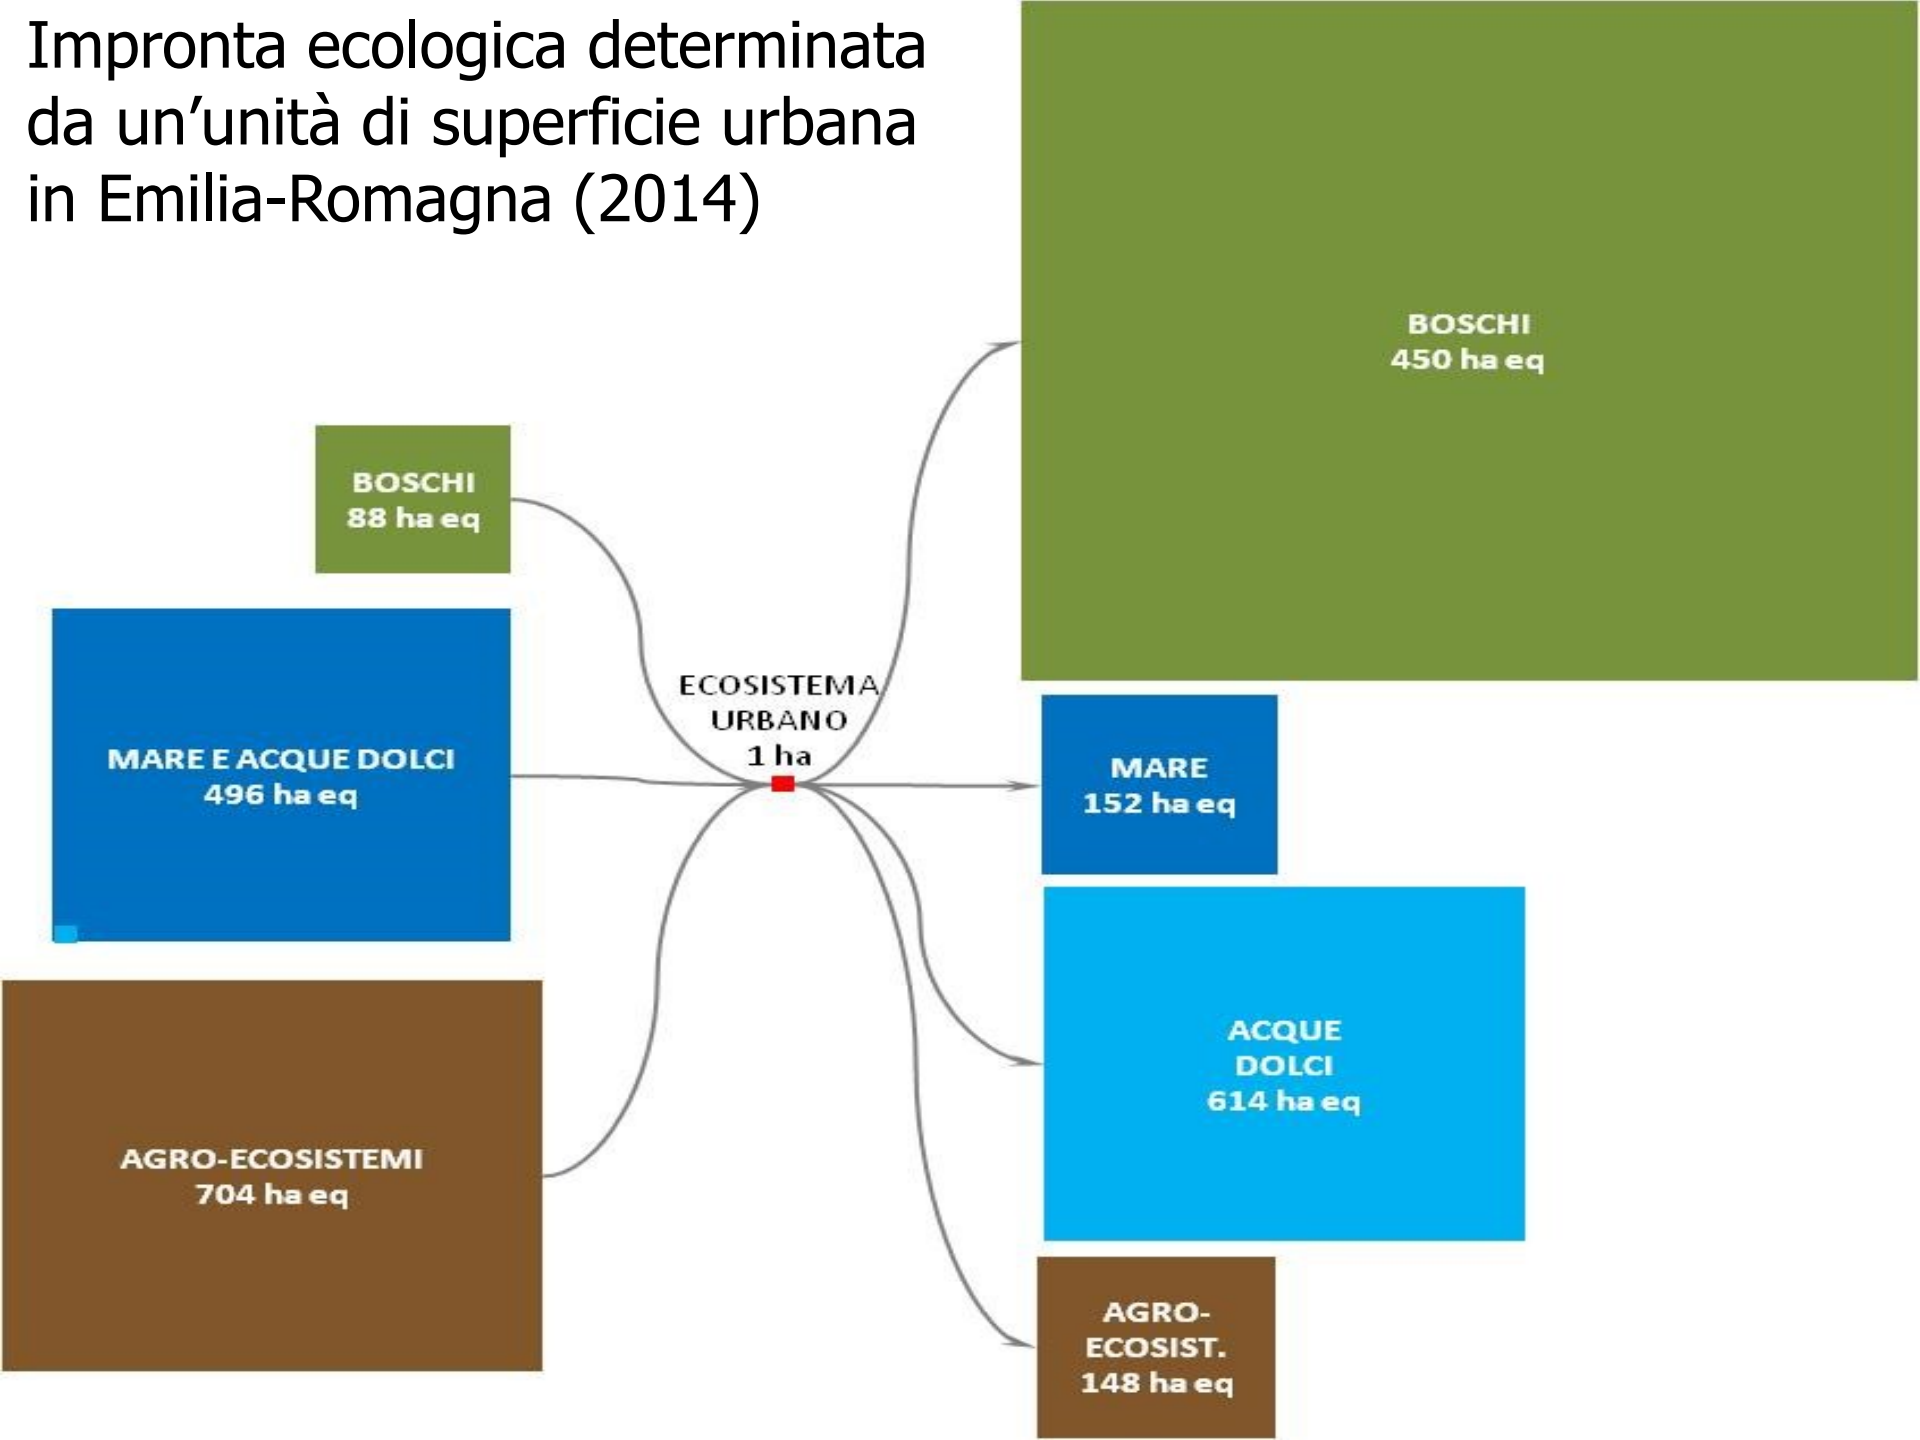 Impronta ecologica determinata
da un’unità di superficie urbana
in Emilia-Romagna (2014)
BOSCHI
450 ha eq
BOSCHI
88 ha eq
ECOSISTEMA
URBANO
1 ha
MARE E ACQUE DOLCI
496 ha eq
MARE
152 ha eq
ACQUE
DOLCI
614 ha eq
AGRO-ECOSISTEMI
704 ha eq
AGRO-
ECOSIST.
148 ha eq